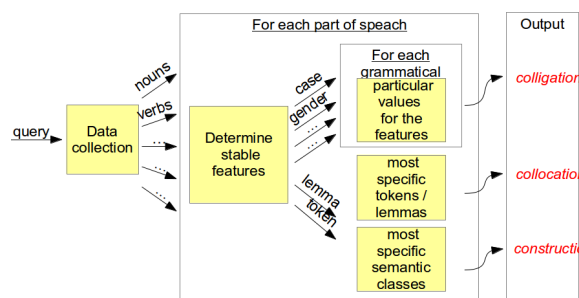 For each part of speach
Output
nouns
verbs
...
...
...
query
Data
collection
Determine
stable
features
case
gender
...
...
lemma
token
For each
grammatical
particular
values
for the
features
most
specific
tokens /
lemmas
most
specific
semantic
classes
colligation
collocation
constructio